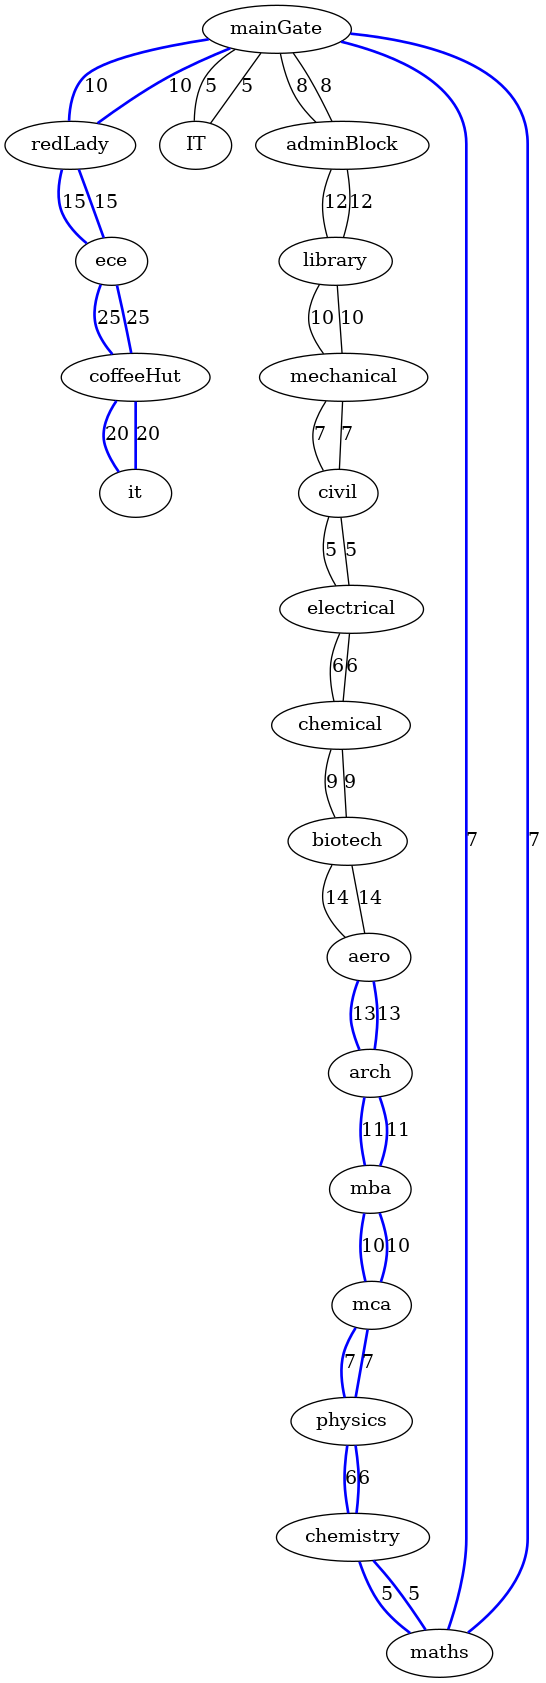 mainGate
10 10 5 5 8 8
redLady IT adminBlock
15 15 12 12
ece library
25 25 10 10
coffeeHut mechanical
20 20 7 7
it civil
5 5
electrical
6 6
chemical
9 9 7 7
biotech
14 14
aero
13 13
arch
11 11
mba
10 10
mca
7 7
physics
6 6
chemistry
5 5
maths